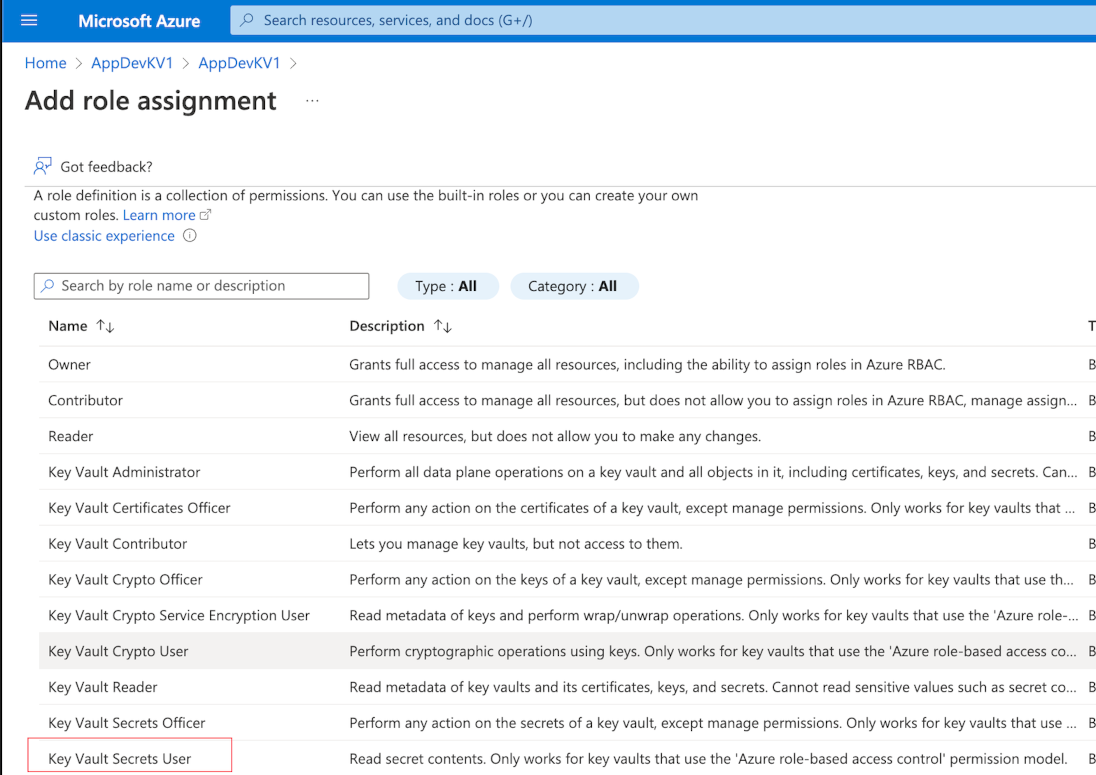 Microsoft Azure
Search resources, services, and docs (G+/)
Home > AppDevKV1 > AppDevKV1 >
Add role assignment ...
Got feedback?
A role definition is a collection of permissions. You can use the built-in roles or you can create your own
custom roles. Learn more
Use classic experience
Search by role name or description
Type : All
Category : All
Name ↑↓ Description ↑↓ T
Owner Grants full access to manage all resources, including the ability to assign roles in Azure RBAC. B
Contributor Grants full access to manage all resources, but does not allow you to assign roles in Azure RBAC, manage assign... B
Reader View all resources, but does not allow you to make any changes. B
Key Vault Administrator Perform all data plane operations on a key vault and all objects in it, including certificates, keys, and secrets. Can... B
Key Vault Certificates Officer Perform any action on the certificates of a key vault, except manage permissions. Only works for key vaults that ... B
Key Vault Contributor Lets you manage key vaults, but not access to them. B
Key Vault Crypto Officer Perform any action on the keys of a key vault, except manage permissions. Only works for key vaults that use th... B
Key Vault Crypto Service Encryption User Read metadata of keys and perform wrap/unwrap operations. Only works for key vaults that use the 'Azure role-... B
Key Vault Crypto User Perform cryptographic operations using keys. Only works for key vaults that use the 'Azure role-based access co... B
Key Vault Reader Read metadata of key vaults and its certificates, keys, and secrets. Cannot read sensitive values such as secret co... B
Key Vault Secrets Officer Perform any action on the secrets of a key vault, except manage permissions. Only works for key vaults that use ... B
Key Vault Secrets User Read secret contents. Only works for key vaults that use the 'Azure role-based access control' permission model. B